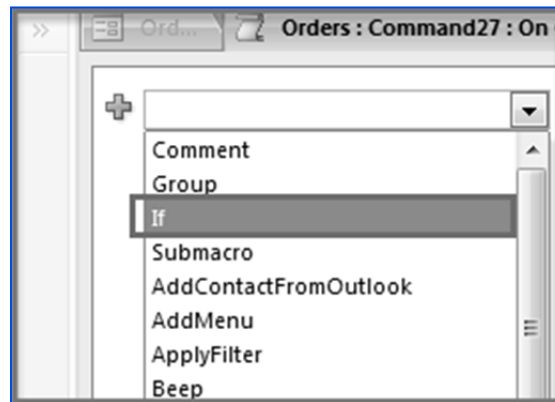 Ord... Orders : Command27 : On
Comment
Group
If
Submacro
AddContactFromOutlook
AddMenu
ApplyFilter
Beep